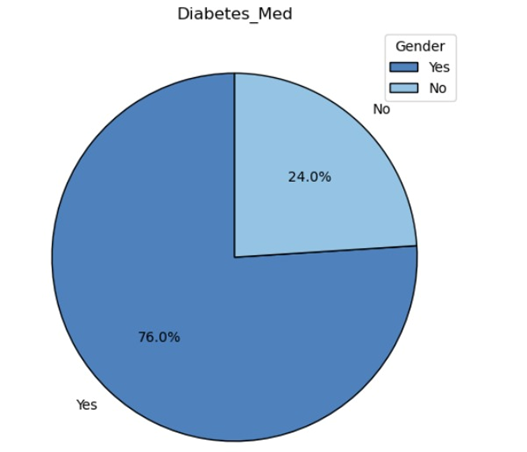 Diabetes_Med
Gender
Yes
No
No
24.0%
76.0%
Yes